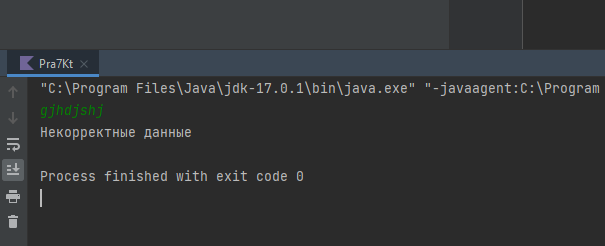 Pra7Kt
"C:\Program Files\Java\jdk-17.0.1\bin\java.exe" "-javaagent:C:\Program
gjhdjshj
Некорректные данные
Process finished with exit code 0